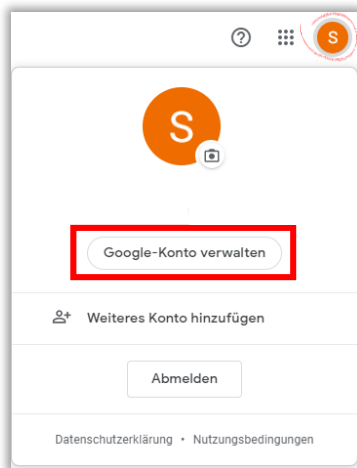 S
S
Google-Konto verwalten
Weiteres Konto hinzufügen
Abmelden
Datenschutzerklärung • Nutzungsbedingungen